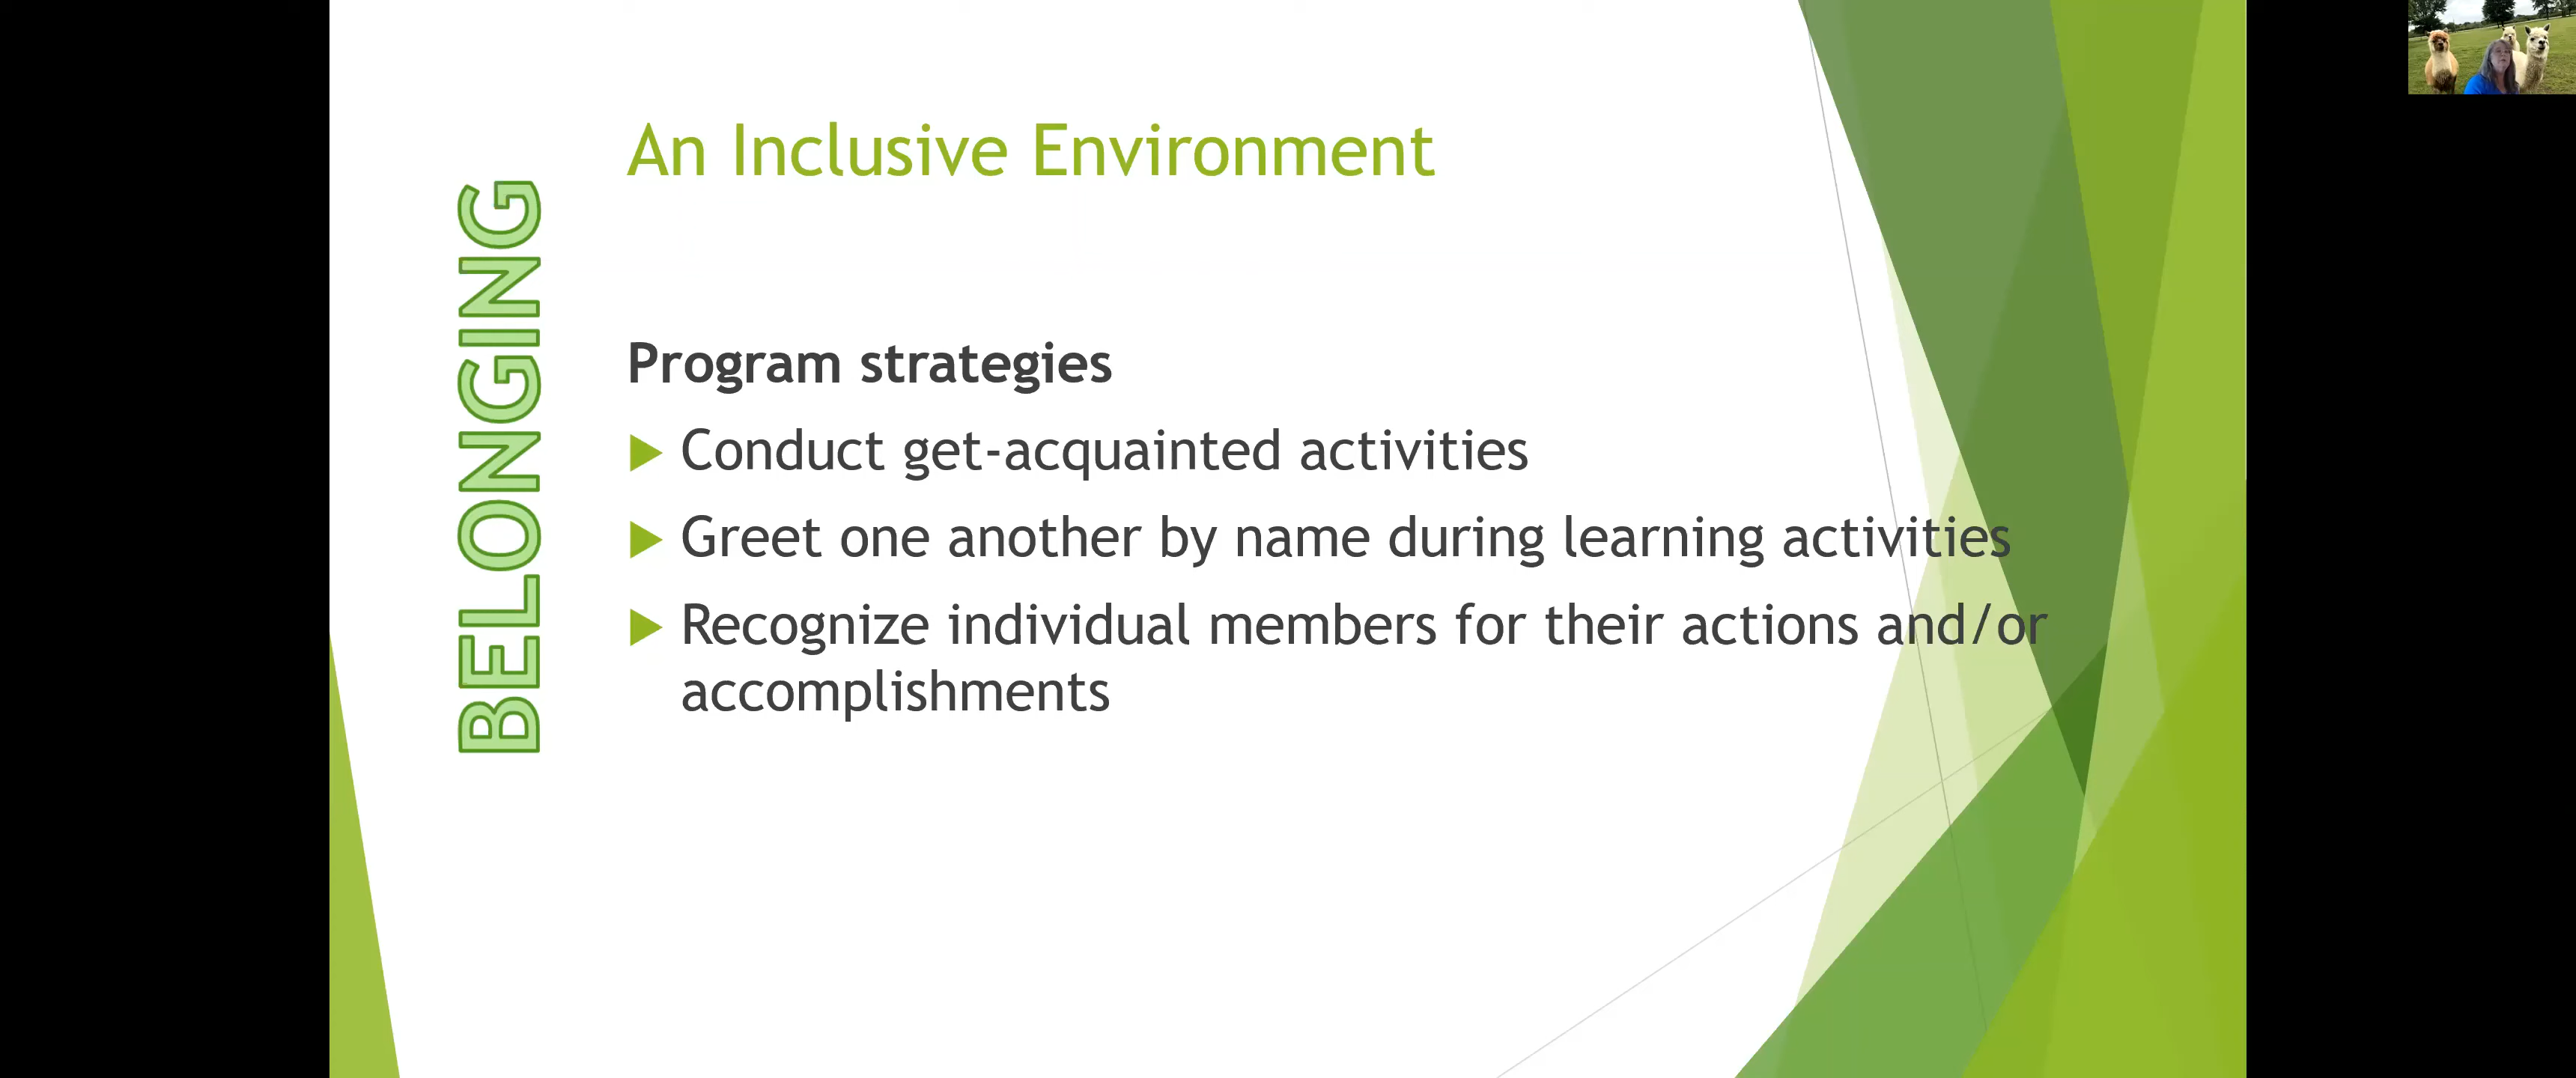 An Inclusive Environment
BELONGING
Program strategies
Conduct get-acquainted activities
Greet one another by name during learning activities
Recognize individual members for their actions and/or
accomplishments